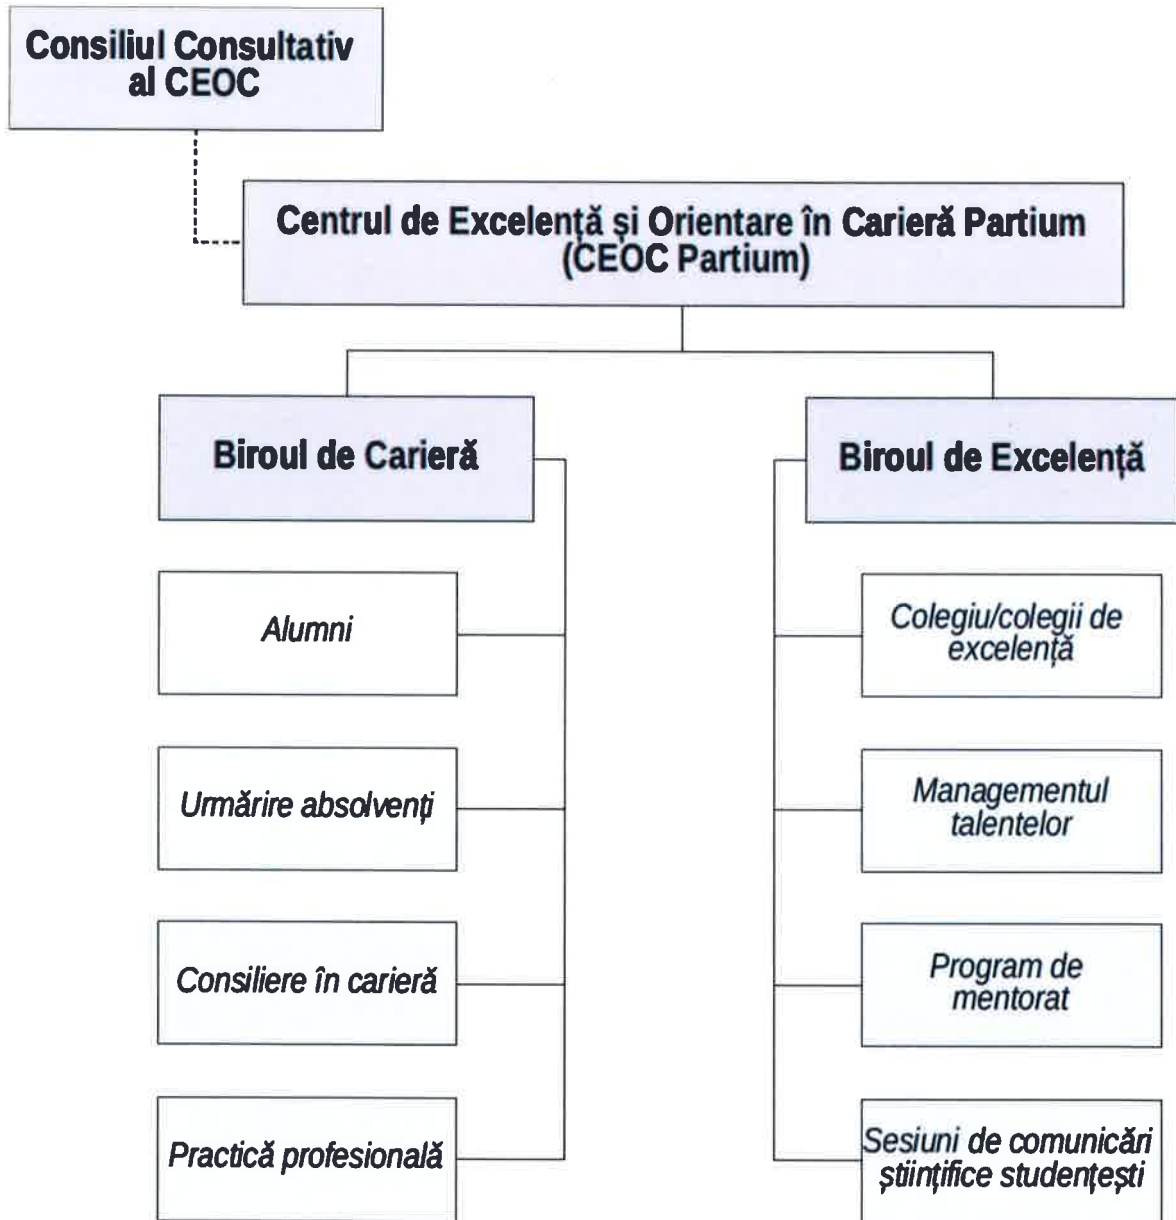 Consiliul Consultativ
al CEOC
Centrul de Excelență și Orientare în Carieră Partium
(CEOC Partium)
Biroul de Carieră
Alumni
Urmărire absolvenți
Consiliere în carieră
Practică profesională
Biroul de Excelență
Colegiu/colegii de
excelență
Managementul
talentelor
Program de
mentorat
Sesiuni de comunicări
științifice studențești